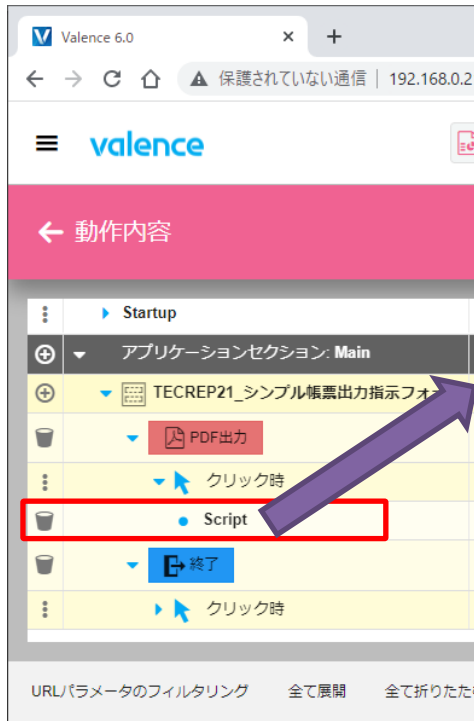 Valence 6.0
保護されていない通信 | 192.168.0.2
valence
動作内容
Startup
アプリケーションセクション: Main
TECREP21_シンプル帳票出力指示フォー
PDF出力
クリック時
Script
終了
クリック時
URLパラメータのフィルタリング 全て展開 全て折りたた